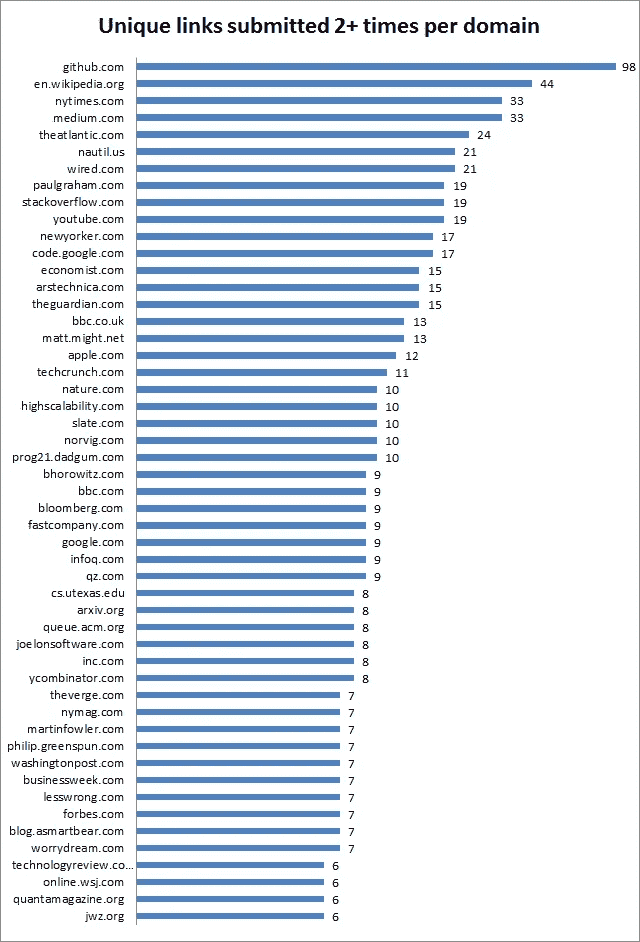 Unique links submitted 2+ times per domain
github.com 98
en.wikipedia.org 44
nytimes.com 33
medium.com 33
theatlantic.com 24
nautil.us 21
wired.com 21
paulgraham.com 19
stackoverflow.com 19
youtube.com 19
newyorker.com 17
code.google.com 17
economist.com 15
arstechnica.com 15
theguardian.com 15
bbc.co.uk 13
matt.might.net 13
apple.com 12
techcrunch.com 11
nature.com 10
highscalability.com 10
slate.com 10
norvig.com 10
prog21.dadgum.com 10
bhorowitz.com 9
bbc.com 9
bloomberg.com 9
fastcompany.com 9
google.com 9
infoq.com 9
qz.com 9
cs.utexas.edu 8
arxiv.org 8
queue.acm.org 8
joelonsoftware.com 8
inc.com 8
ycombinator.com 8
theverge.com 7
nymag.com 7
martinfowler.com 7
philip.greenspun.com 7
washingtonpost.com 7
businessweek.com 7
lesswrong.com 7
forbes.com 7
blog.asmartbear.com 7
worrydream.com 7
technologyreview.co... 6
online.wsj.com 6
quantamagazine.org 6
jwz.org 6